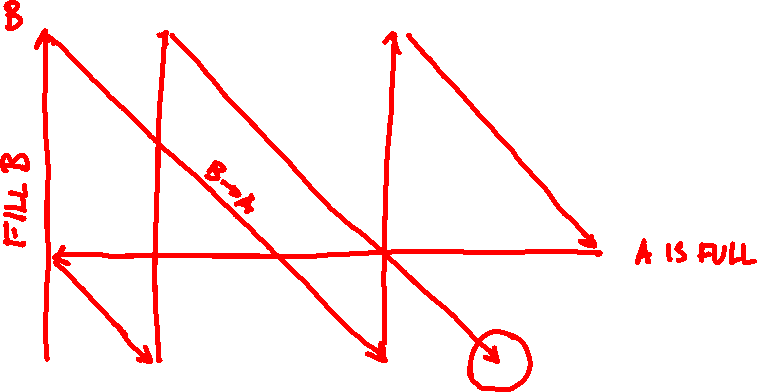 B
FILL B
B→A
A IS FULL